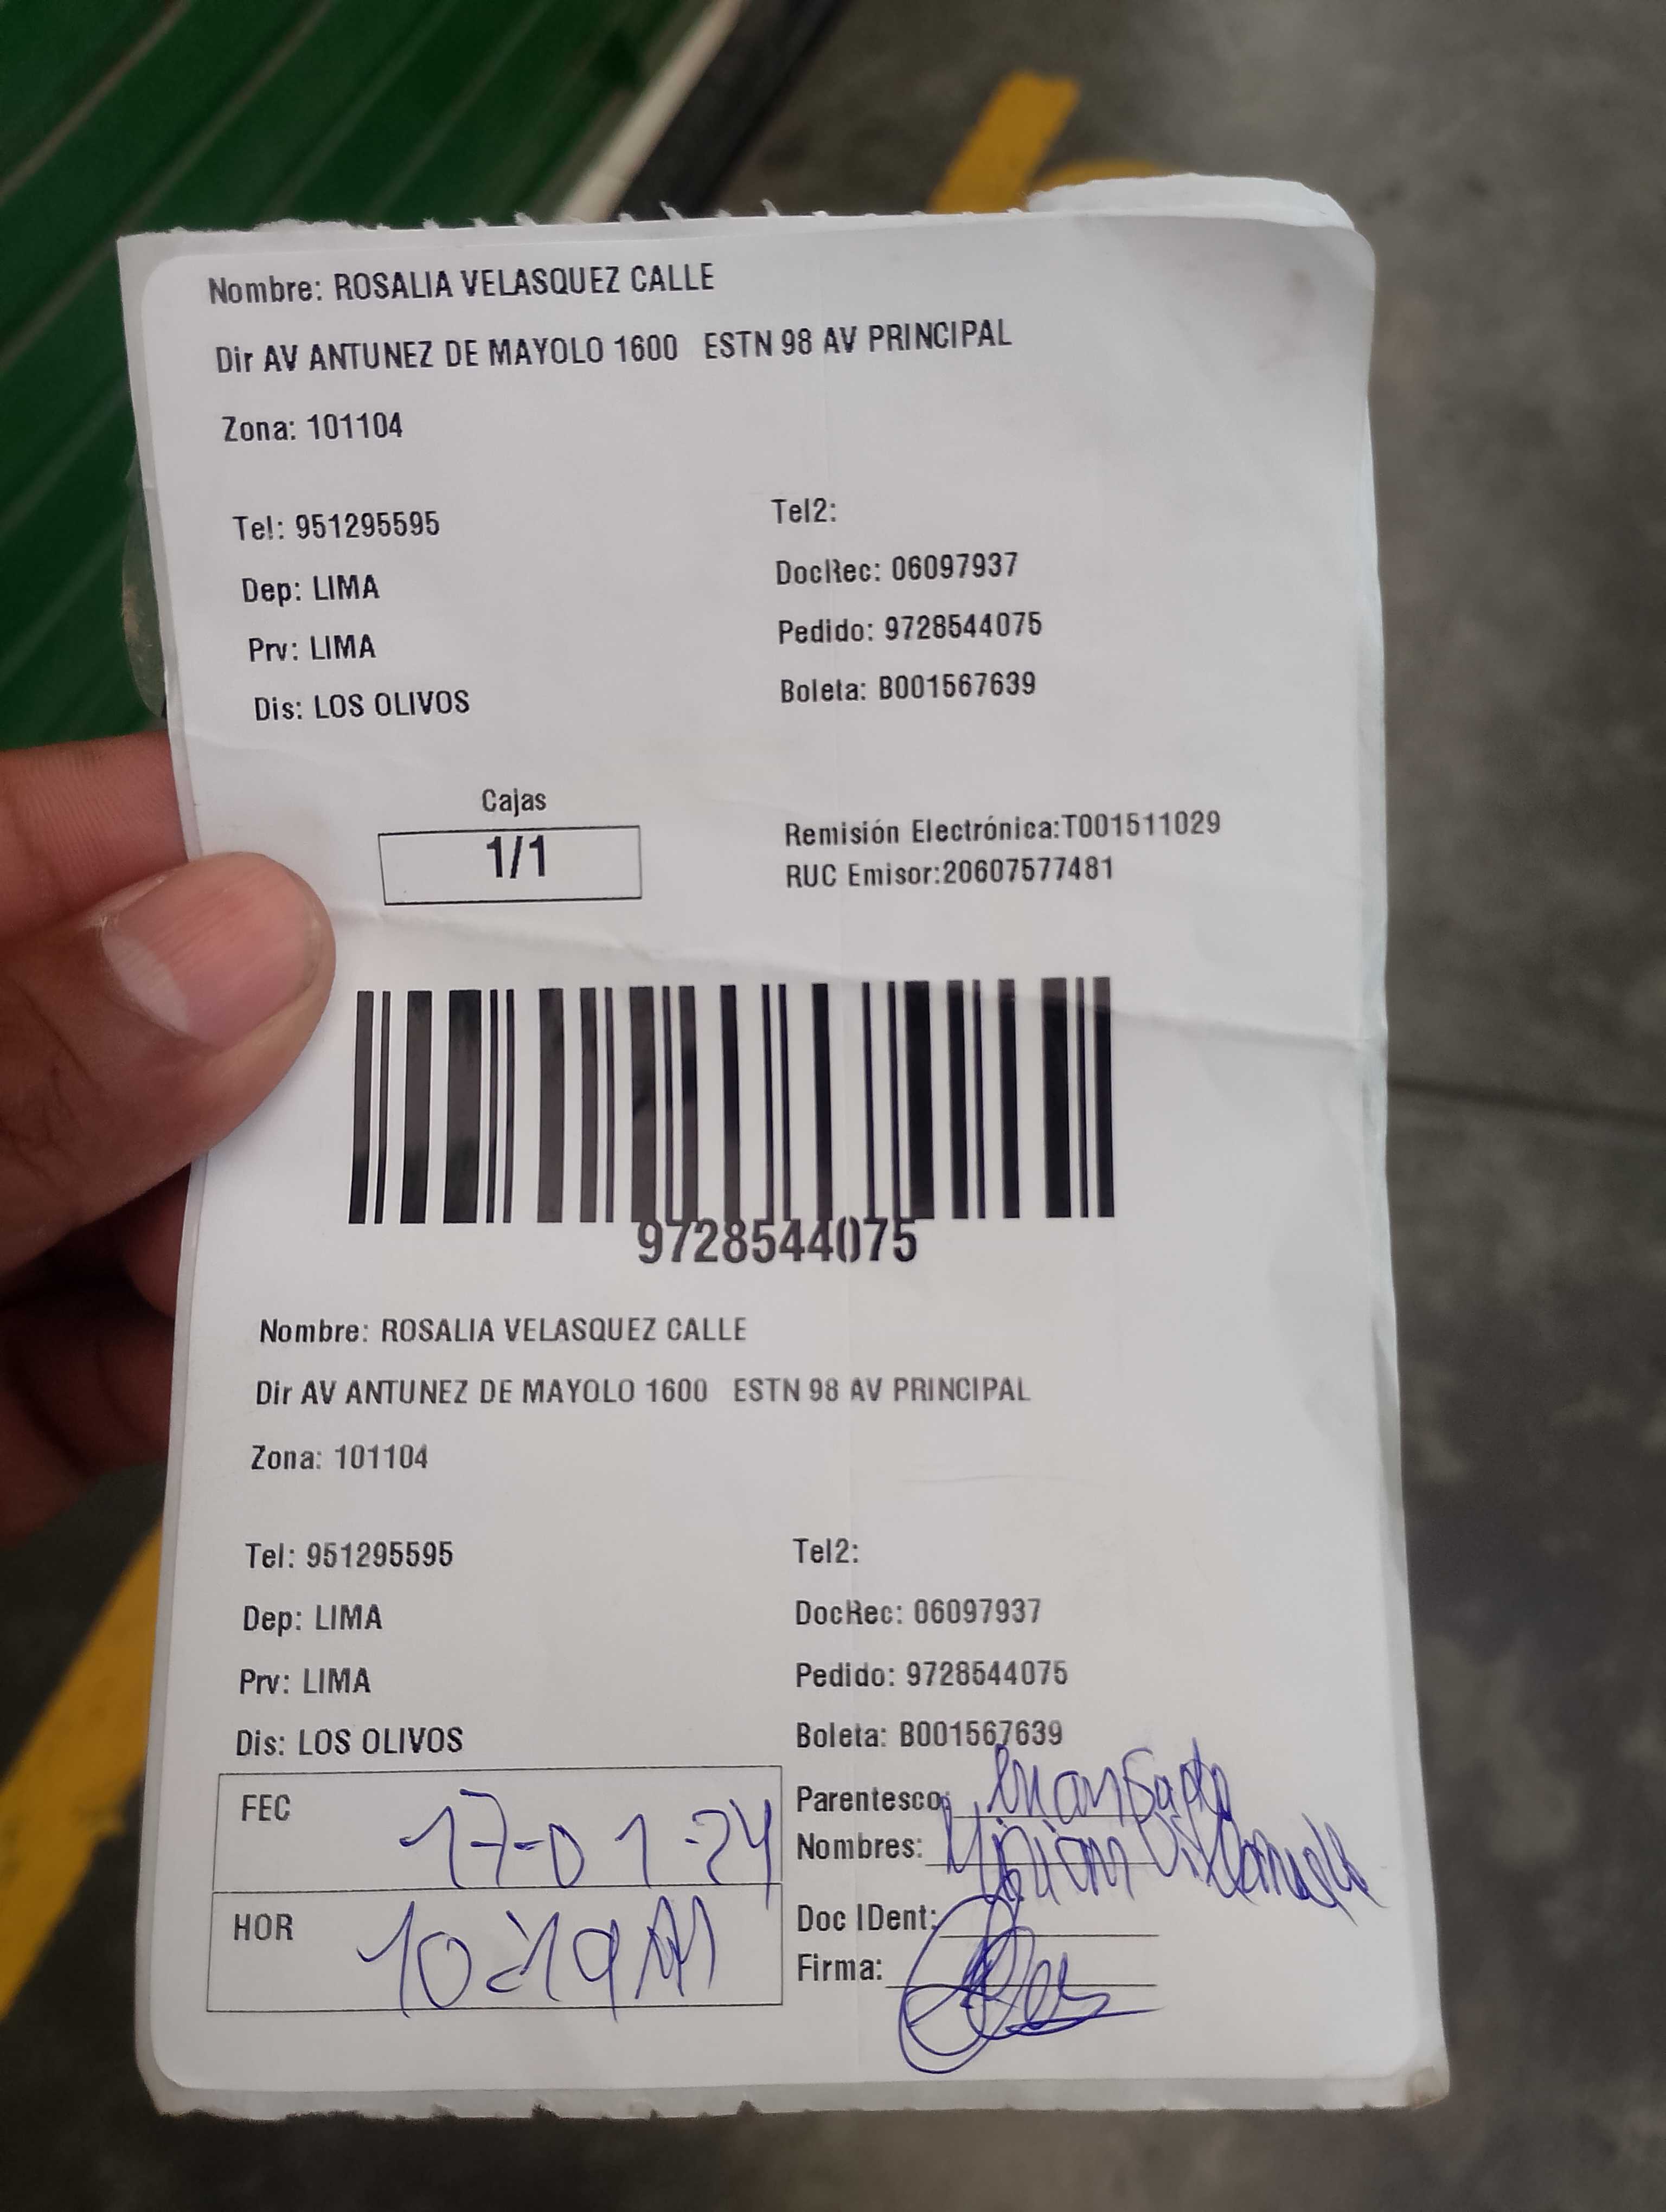 Nombre: ROSALIA VELASQUEZ CALLE
Dir AV ANTUNEZ DE MAYOLO 1600 ESTN 98 AV PRINCIPAL
Zona: 101104
Tel: 951295595 Tel2:
Dep: LIMA DocRec: 06097937
Prv: LIMA Pedido: 9728544075
Dis: LOS OLIVOS Boleta: B001567639
Cajas
1/1
Remisión Electrónica:T001511029
RUC Emisor:20607577481
9728544075
Nombre: ROSALIA VELASQUEZ CALLE
Dir AV ANTUNEZ DE MAYOLO 1600 ESTN 98 AV PRINCIPAL
Zona: 101104
Tel: 951295595 Tel2:
Dep: LIMA DocRec: 06097937
Prv: LIMA Pedido: 9728544075
Dis: LOS OLIVOS Boleta: B001567639
FEC 17-01-24
HOR 10:19 AM
Parentesco:
Nombres: Miriam
Doc IDent:
Firma: